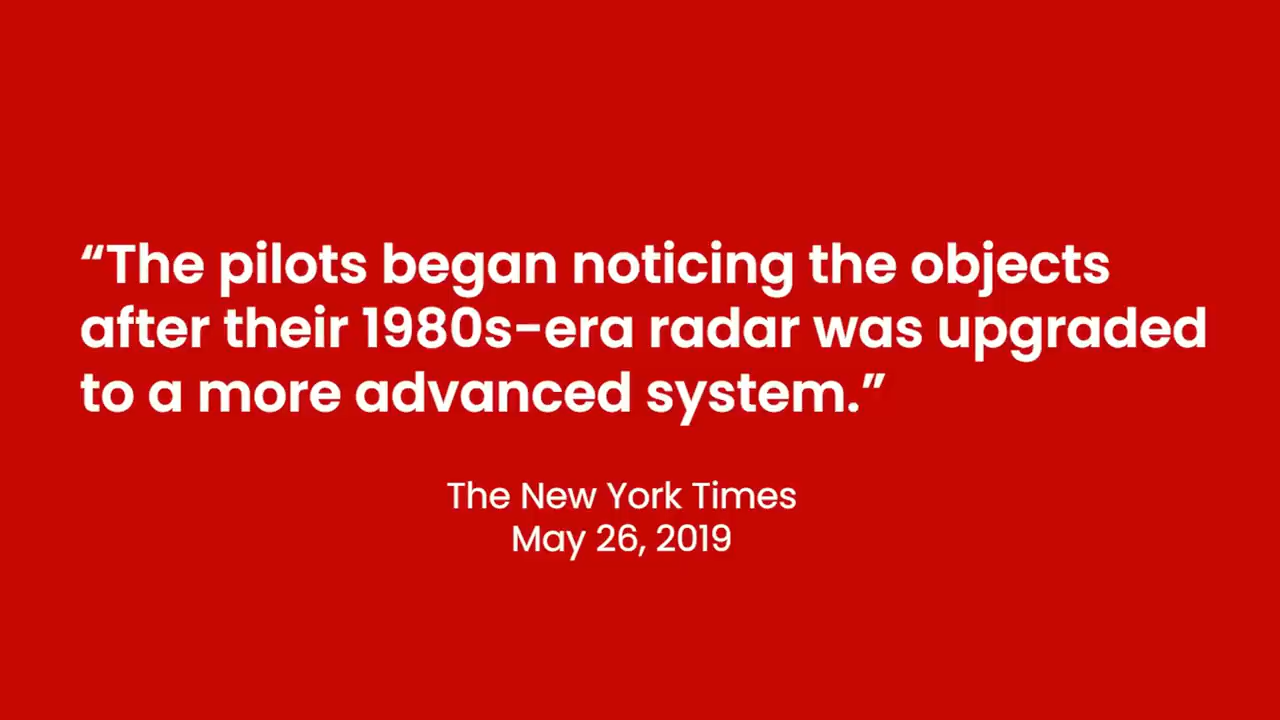 “The pilots began noticing the objects
after their 1980s-era radar was upgraded
to a more advanced system.”
The New York Times
May 26, 2019